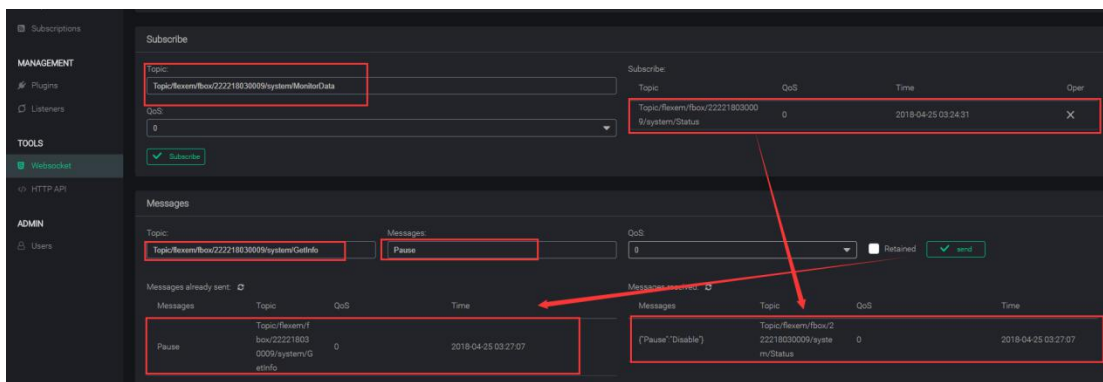 Subscriptions
MANAGEMENT
Plugins
Listeners
TOOLS
Websocket
HTTP API
ADMIN
Users
Subscribe
Topic:
Topic/flexem/fbox/222218030009/system/MonitorData
QoS:
0
Subscribe
Subscribe:
Topic QoS Time Oper
Topic/flexem/fbox/22221803000
9/system/Status
0 2018-04-25 03:24:31
Messages
Topic: Messages: QoS:
Topic/flexem/fbox/222218030009/system/GetInfo Pause 0 Retained send
Messages already sent:
Messages Topic QoS Time
Pause
Topic/flexem/f
box/22221803
0009/system/G
etInfo
0 2018-04-25 03:27:07
Messages received:
Messages Topic QoS Time
{"Pause":"Disable"}
Topic/flexem/fbox/2
22218030009/syste
m/Status
0 2018-04-25 03:27:07